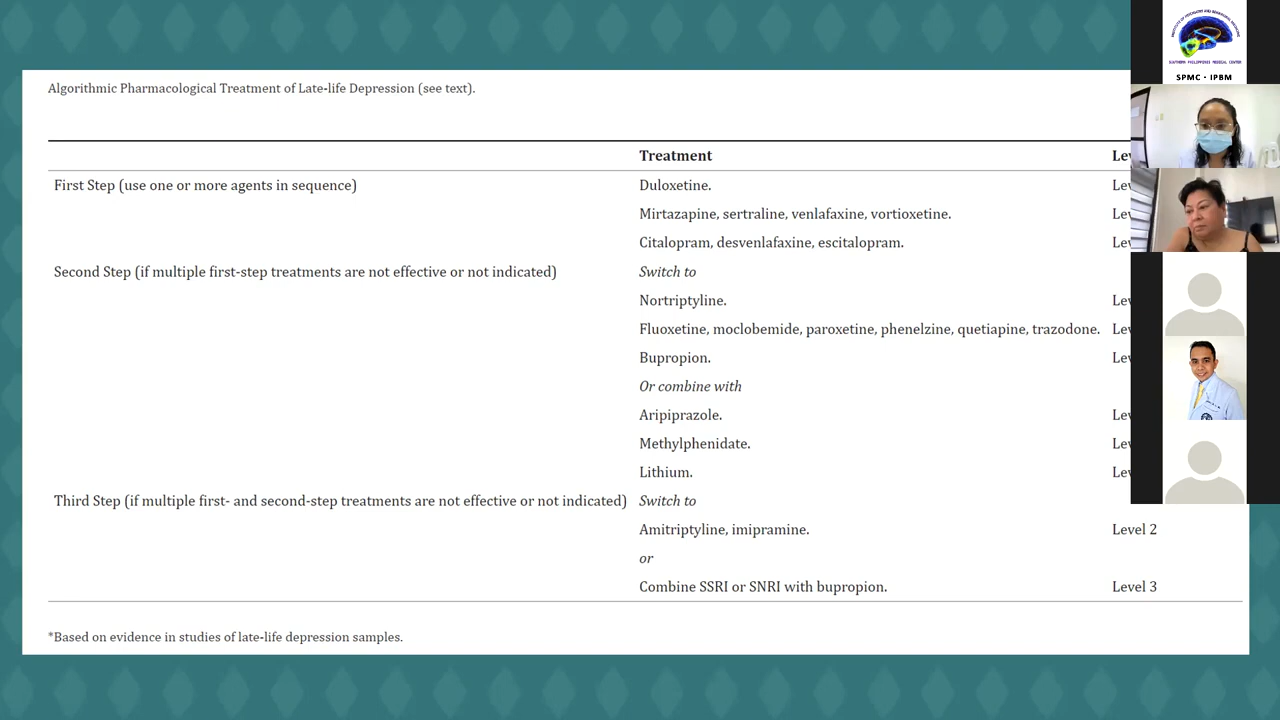 SOUTHERN PHILIPPINES MEDICAL CENTER
SPMC • IPBM
Algorithmic Pharmacological Treatment of Late-life Depression (see text).
Treatment
First Step (use one or more agents in sequence) Duloxetine.
Mirtazapine, sertraline, venlafaxine, vortioxetine.
Citalopram, desvenlafaxine, escitalopram.
Second Step (if multiple first-step treatments are not effective or not indicated) Switch to
Nortriptyline.
Fluoxetine, moclobemide, paroxetine, phenelzine, quetiapine, trazodone.
Bupropion.
Or combine with
Aripiprazole.
Methylphenidate.
Lithium.
Third Step (if multiple first- and second-step treatments are not effective or not indicated) Switch to
Amitriptyline, imipramine. Level 2
or
Combine SSRI or SNRI with bupropion. Level 3
*Based on evidence in studies of late-life depression samples.